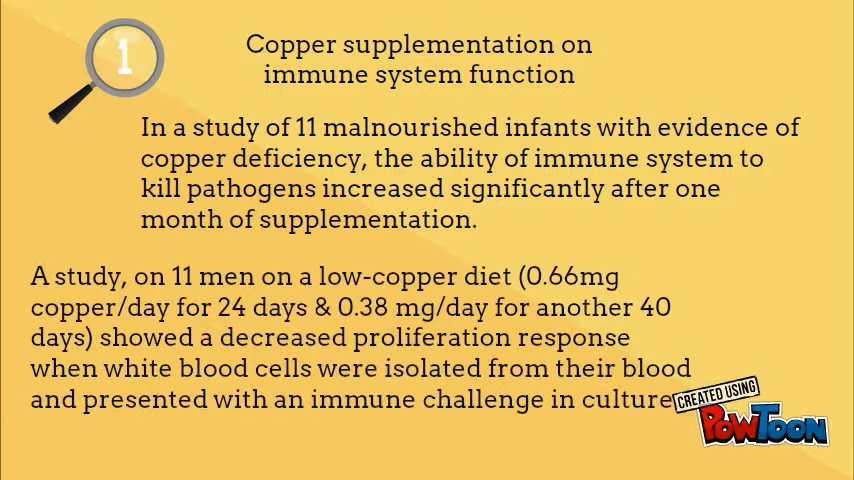 1
Copper supplementation on
immune system function
In a study of 11 malnourished infants with evidence of
copper deficiency, the ability of immune system to
kill pathogens increased significantly after one
month of supplementation.
A study, on 11 men on a low-copper diet (0.66mg
copper/day for 24 days & 0.38 mg/day for another 40
days) showed a decreased proliferation response
when white blood cells were isolated from their blood
and presented with an immune challenge in culture
CREATED USING
POWTOON